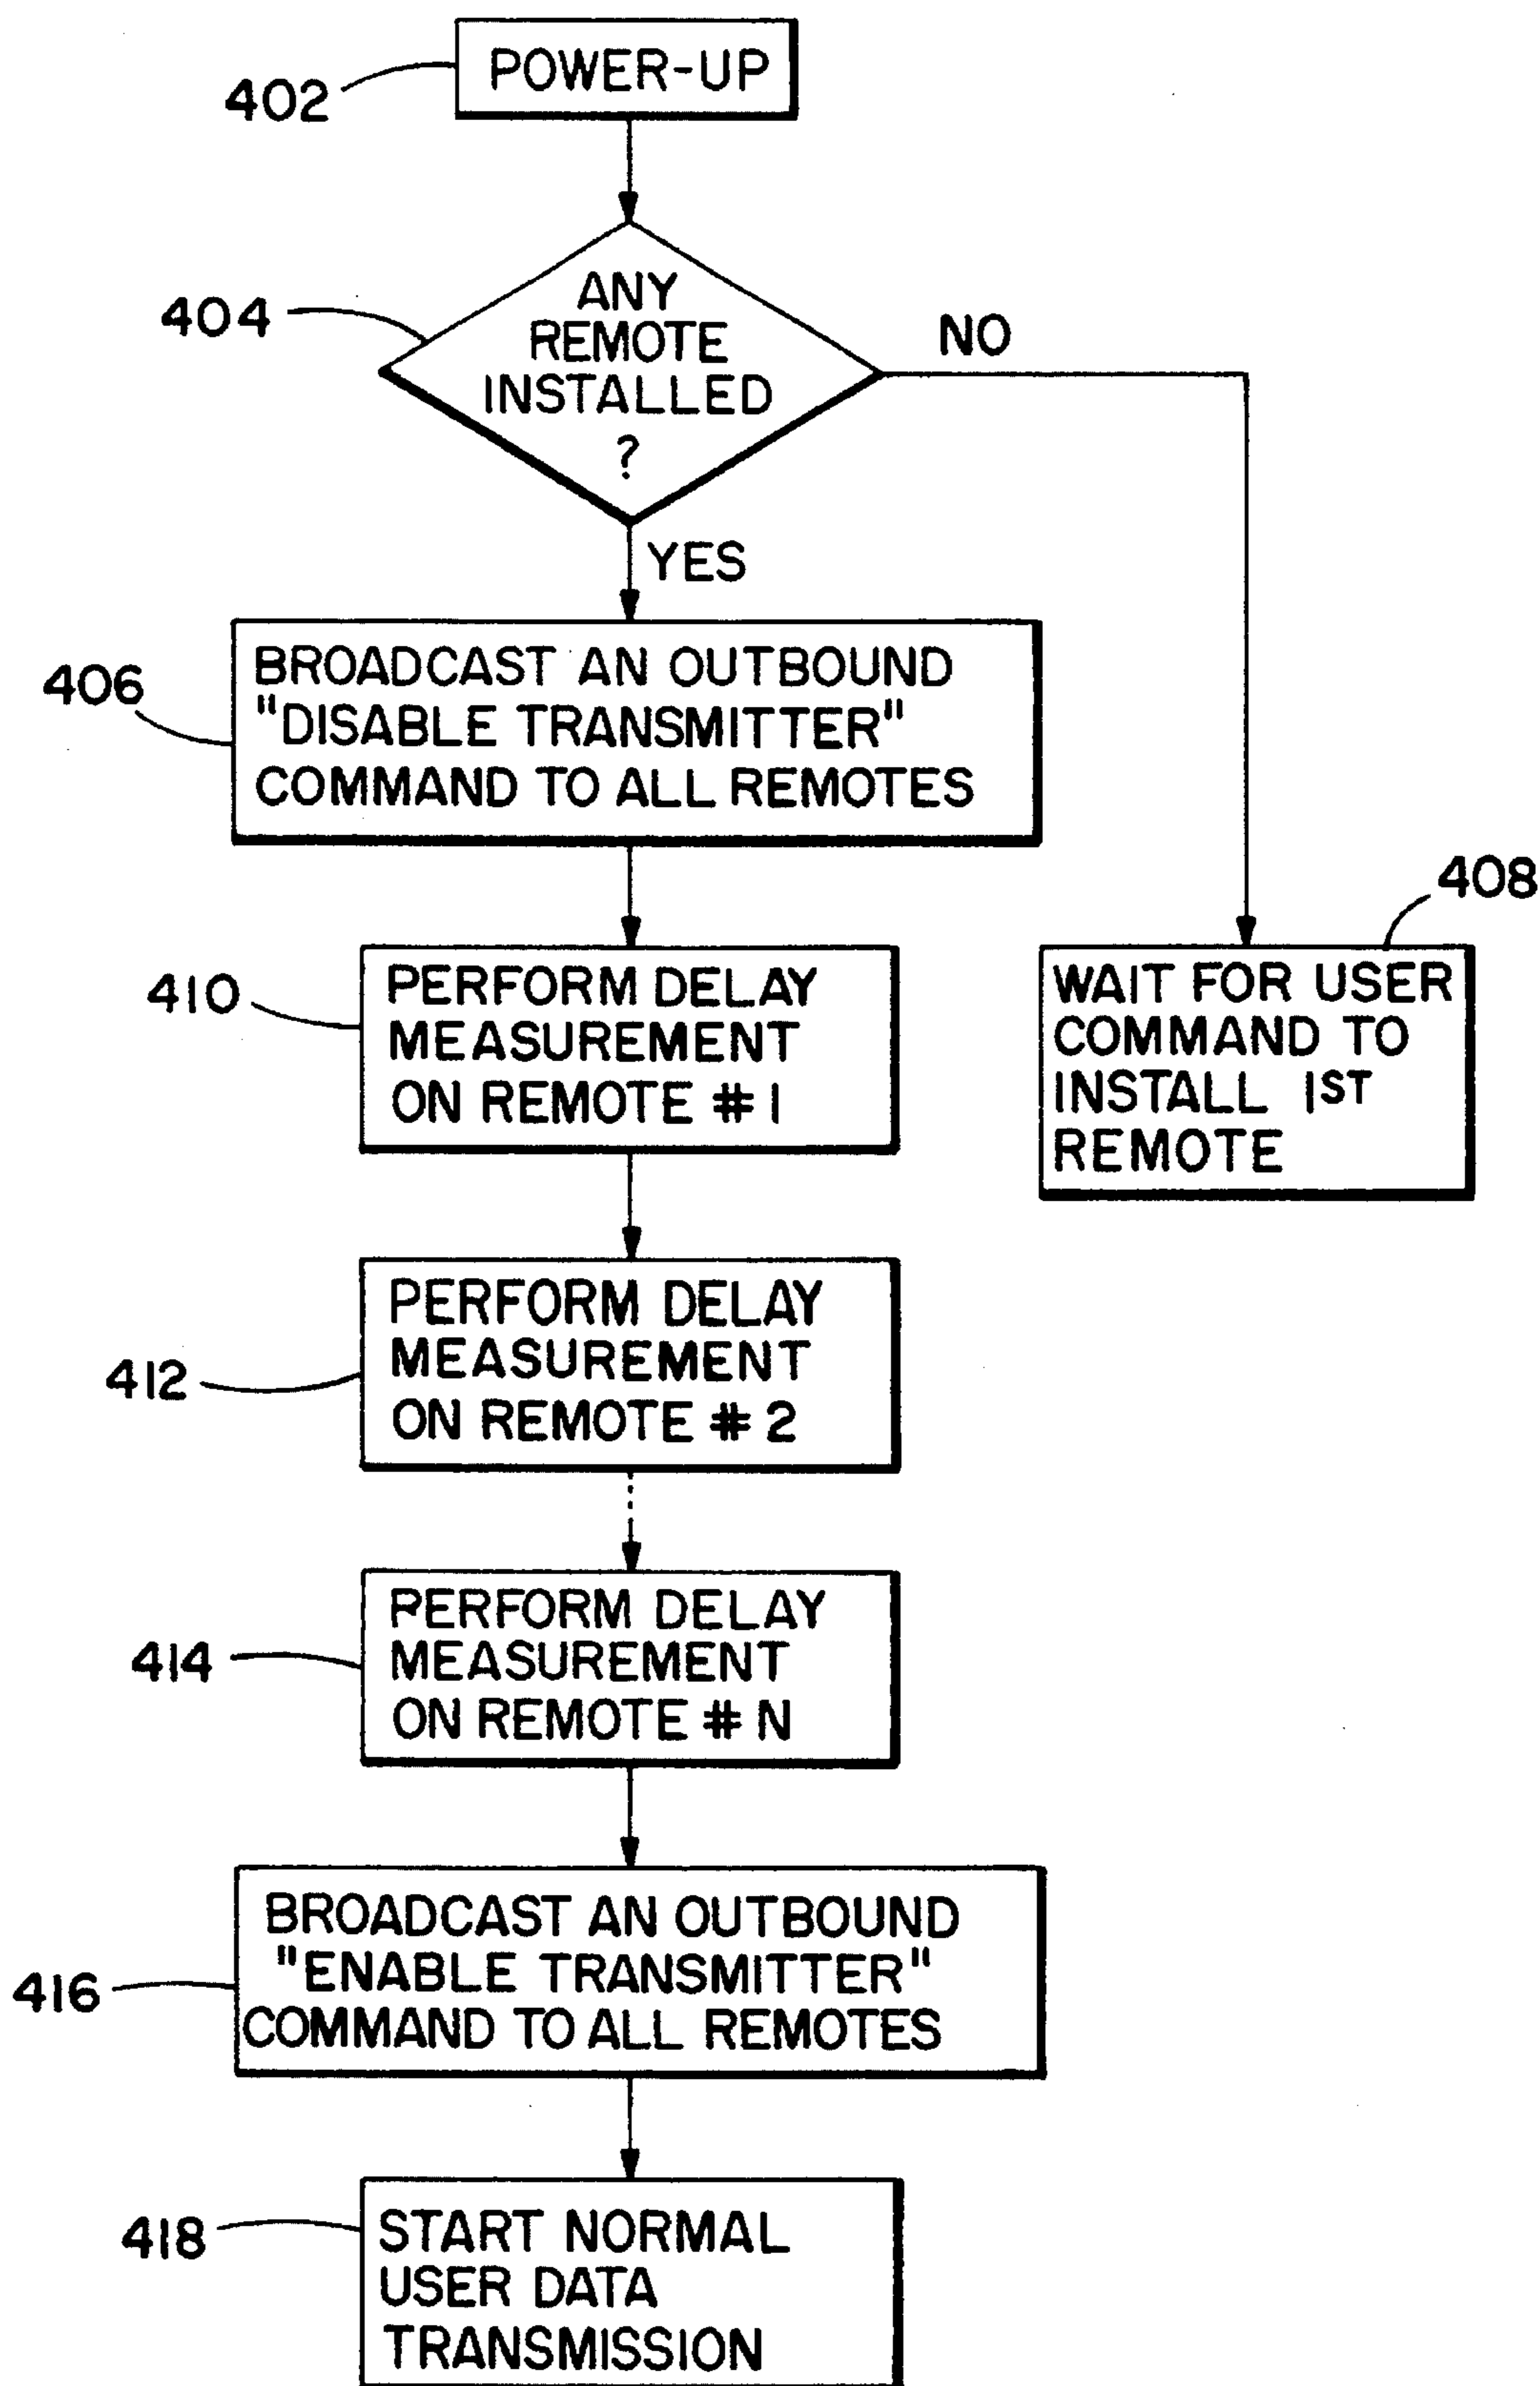 POWER-UP
402
ANY
REMOTE
INSTALLED
?
404
NO
YES
BROADCAST AN OUTBOUND
"DISABLE TRANSMITTER"
COMMAND TO ALL REMOTES
406
408
WAIT FOR USER
COMMAND TO
INSTALL 1ST
REMOTE
PERFORM DELAY
MEASUREMENT
ON REMOTE # 1
410
PERFORM DELAY
MEASUREMENT
ON REMOTE # 2
412
PERFORM DELAY
MEASUREMENT
ON REMOTE # N
414
BROADCAST AN OUTBOUND
"ENABLE TRANSMITTER"
COMMAND TO ALL REMOTES
416
START NORMAL
USER DATA
TRANSMISSION
418